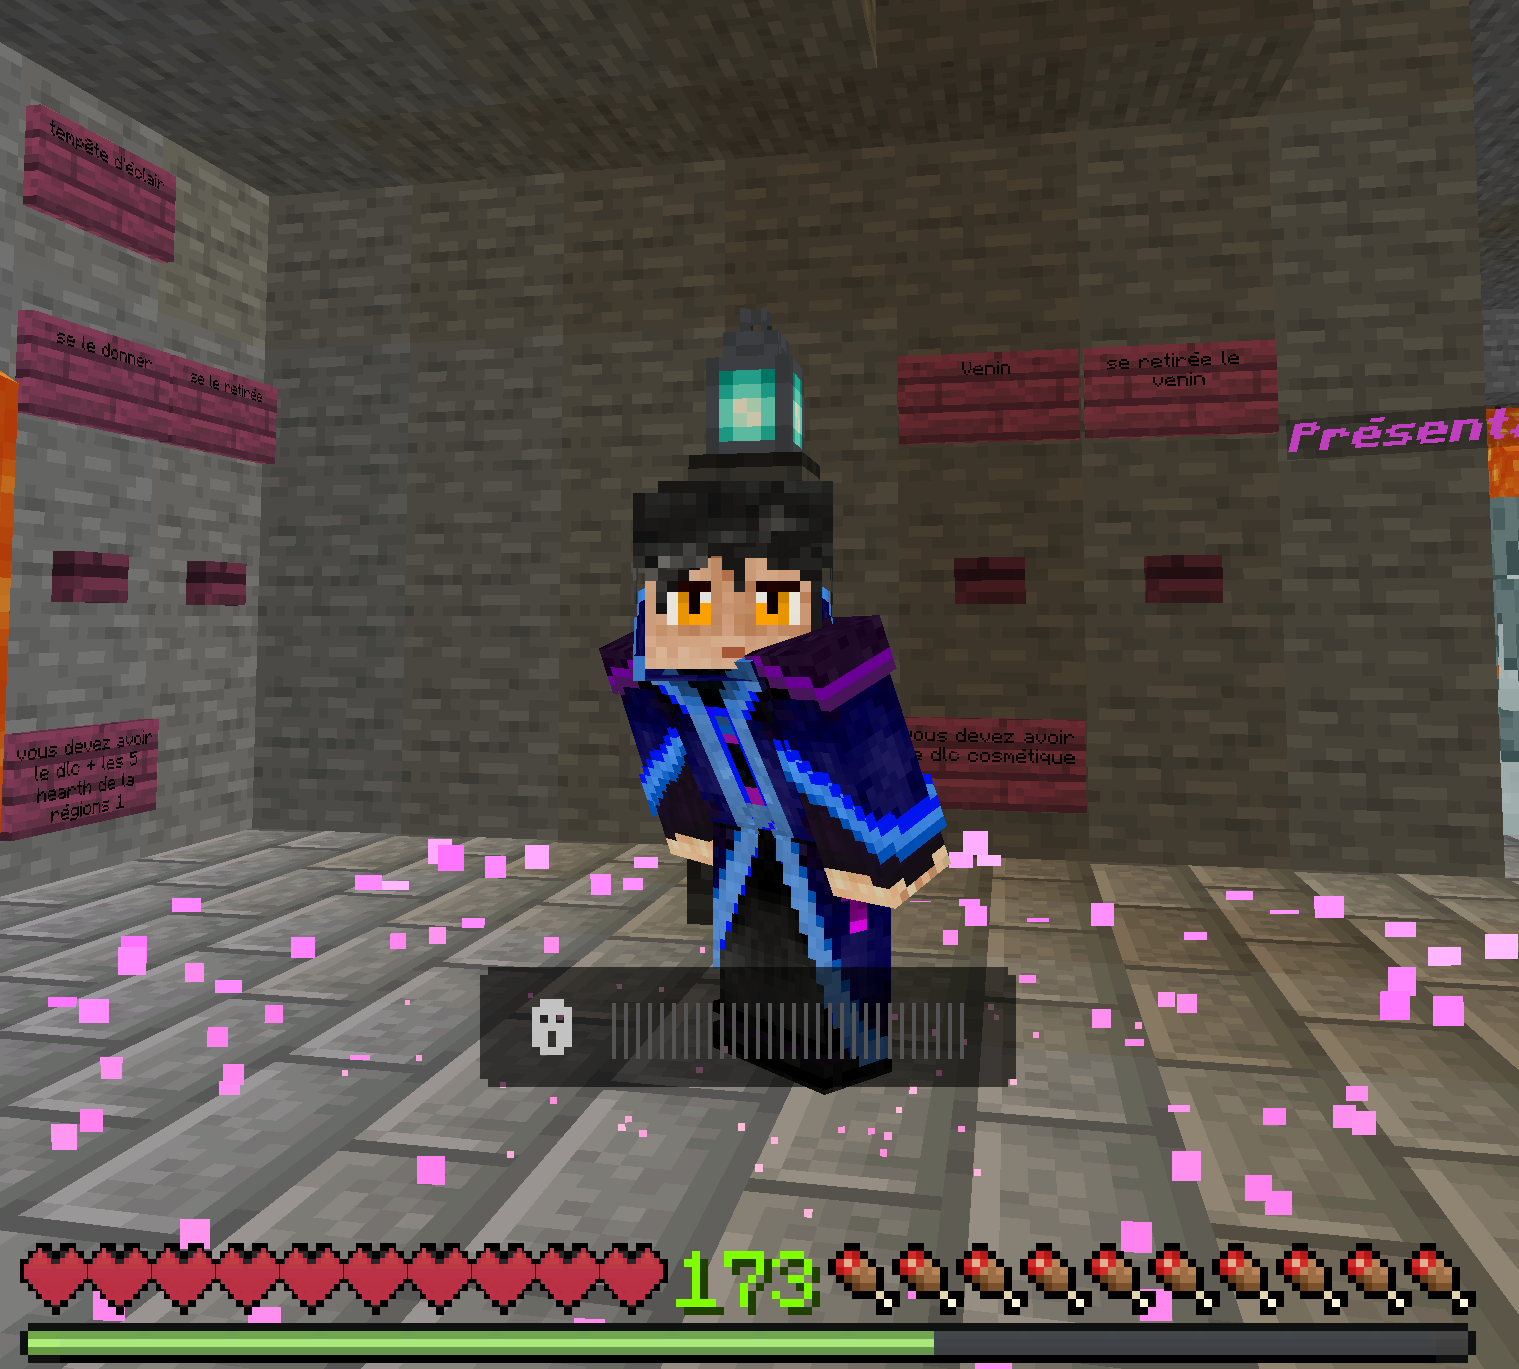 tempête d'éclair
se le donner
se le retirée
vous devez avoir
le dlc + les 5
hearth de la
régions 1
Venin
se retirée le
venin
Présent
vous devez avoir
dlc cosmétique
173